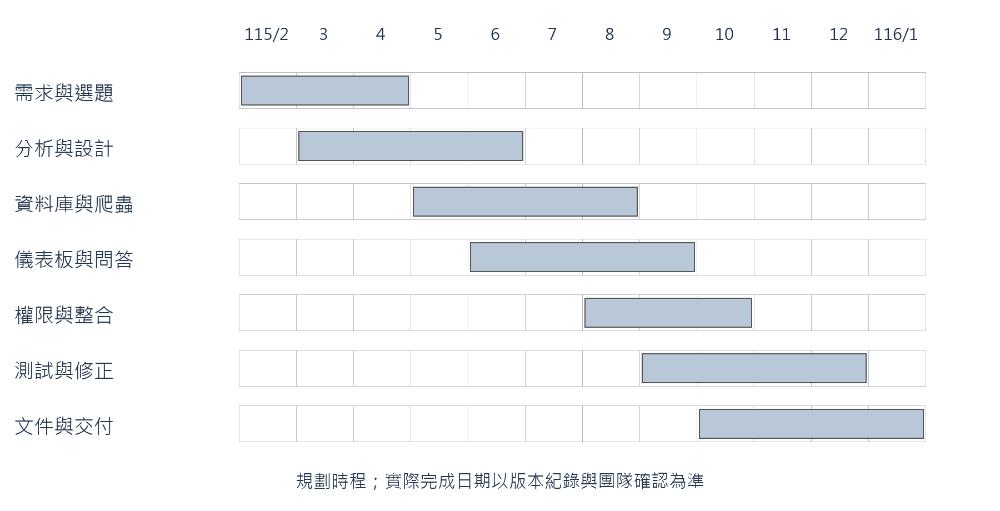 115/2 3 4 5 6 7 8 9 10 11 12 116/1
需求與選題
分析與設計
資料庫與爬蟲
儀表板與問答
權限與整合
測試與修正
文件與交付
規劃時程；實際完成日期以版本紀錄與團隊確認為準